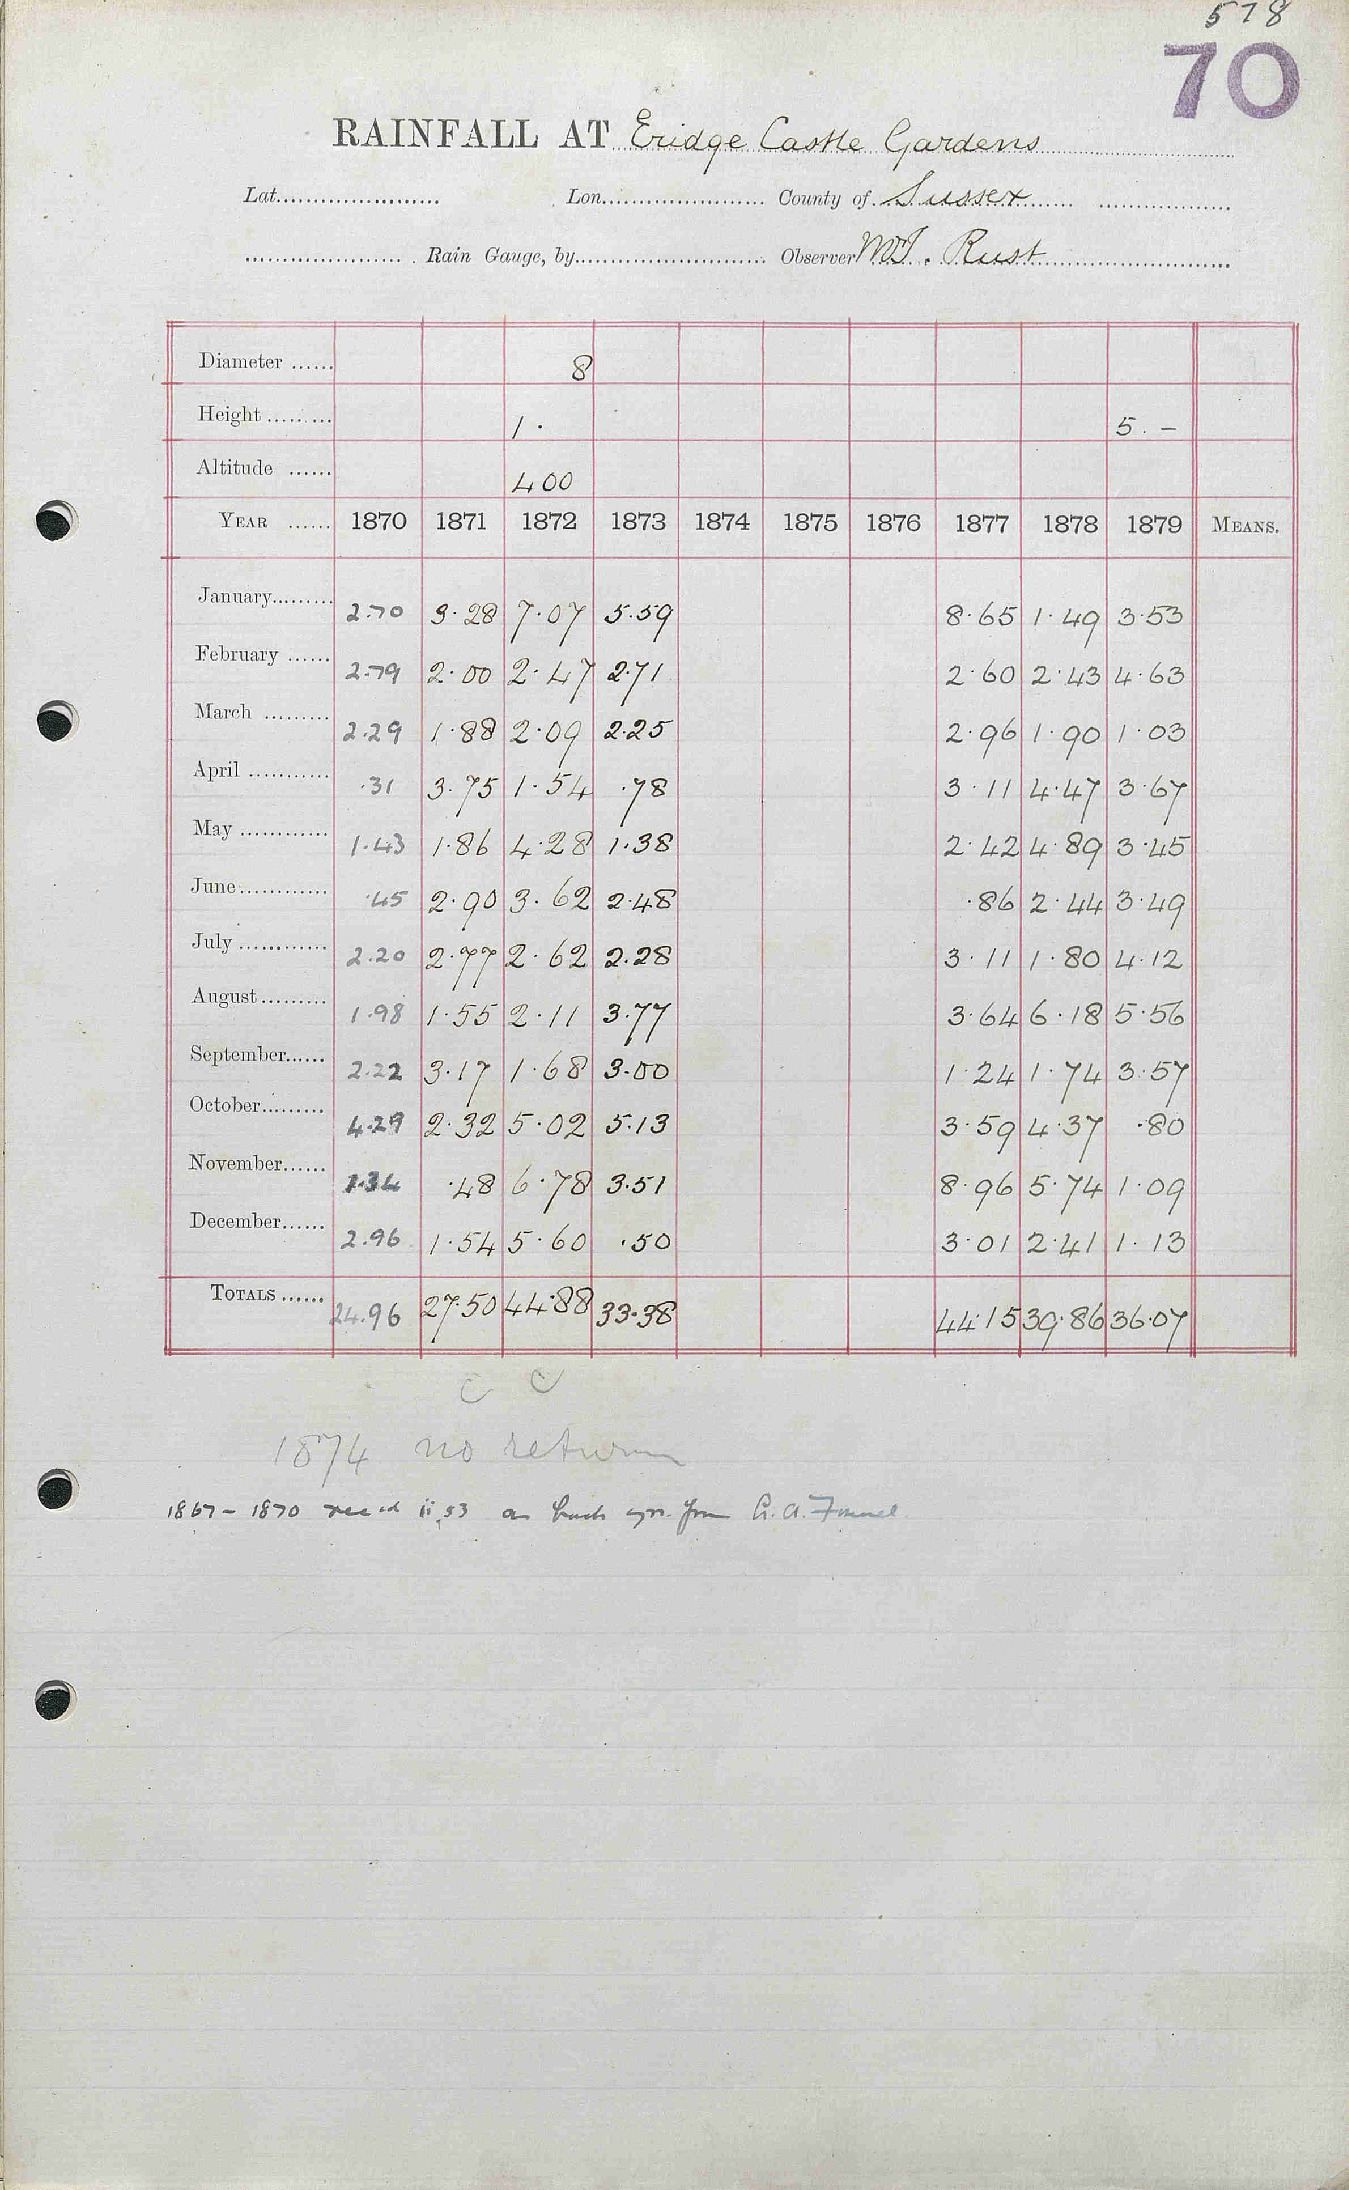 578
70
RAINFALL AT Eridge Castle Gardens
Lat. Lon. County of Sussex
Rain Gauge, by Observer Mr. Rust
Diameter 8
Height 1. 5. -
Altitude 400
YEAR 1870 1871 1872 1873 1874 1875 1876 1877 1878 1879 MEANS.
January 2.70 3.28 7.07 5.59 8.65 1.49 3.53
February 2.79 2.00 2.47 2.71 2.60 2.43 4.63
March 2.29 1.88 2.09 2.25 2.96 1.90 1.03
April .31 3.75 1.54 .78 3.11 4.47 3.67
May 1.43 1.86 4.28 1.38 2.42 4.89 3.45
June .45 2.90 3.62 2.48 .86 2.44 3.49
July 2.20 2.77 2.62 2.28 3.11 1.80 4.12
August 1.98 1.55 2.11 3.77 3.64 6.18 5.56
September 2.22 3.17 1.68 3.00 1.24 1.74 3.57
October 4.29 2.32 5.02 5.13 3.59 4.37 .80
November 1.34 .48 6.78 3.51 8.96 5.74 1.09
December 2.96 1.54 5.60 .50 3.01 2.41 1.13
TOTALS 24.96 27.50 44.88 33.38 44.15 39.86 36.07
C C
1874 no return
1867 - 1870 rec'd as back yrs. from